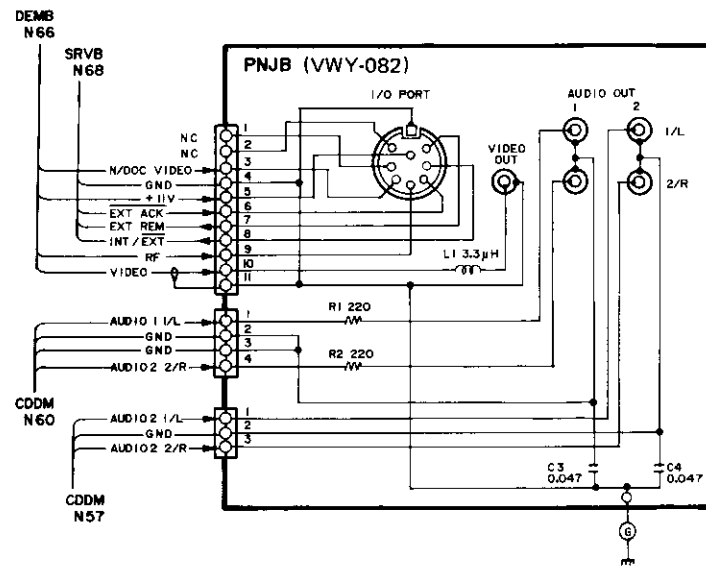 DEMB
N66
SRVB
N68
PNJB (VWY-082)
I/O PORT
AUDIO OUT
1 2
VIDEO
OUT
1/L
2/R
NC 1
NC 2
N/DOC VIDEO 3
GND 4
+11V 5
EXT ACK 6
EXT REM 7
INT/EXT 8
RF 9
VIDEO 10
11
L1 3.3μH
AUDIO 1 1/L 1
GND 2
GND 3
AUDIO 2 2/R 4
R1 220
R2 220
CDDM
N60
AUDIO 2 1/L 1
GND 2
AUDIO 2 2/R 3
CDDM
N57
C3
0.047
C4
0.047
G